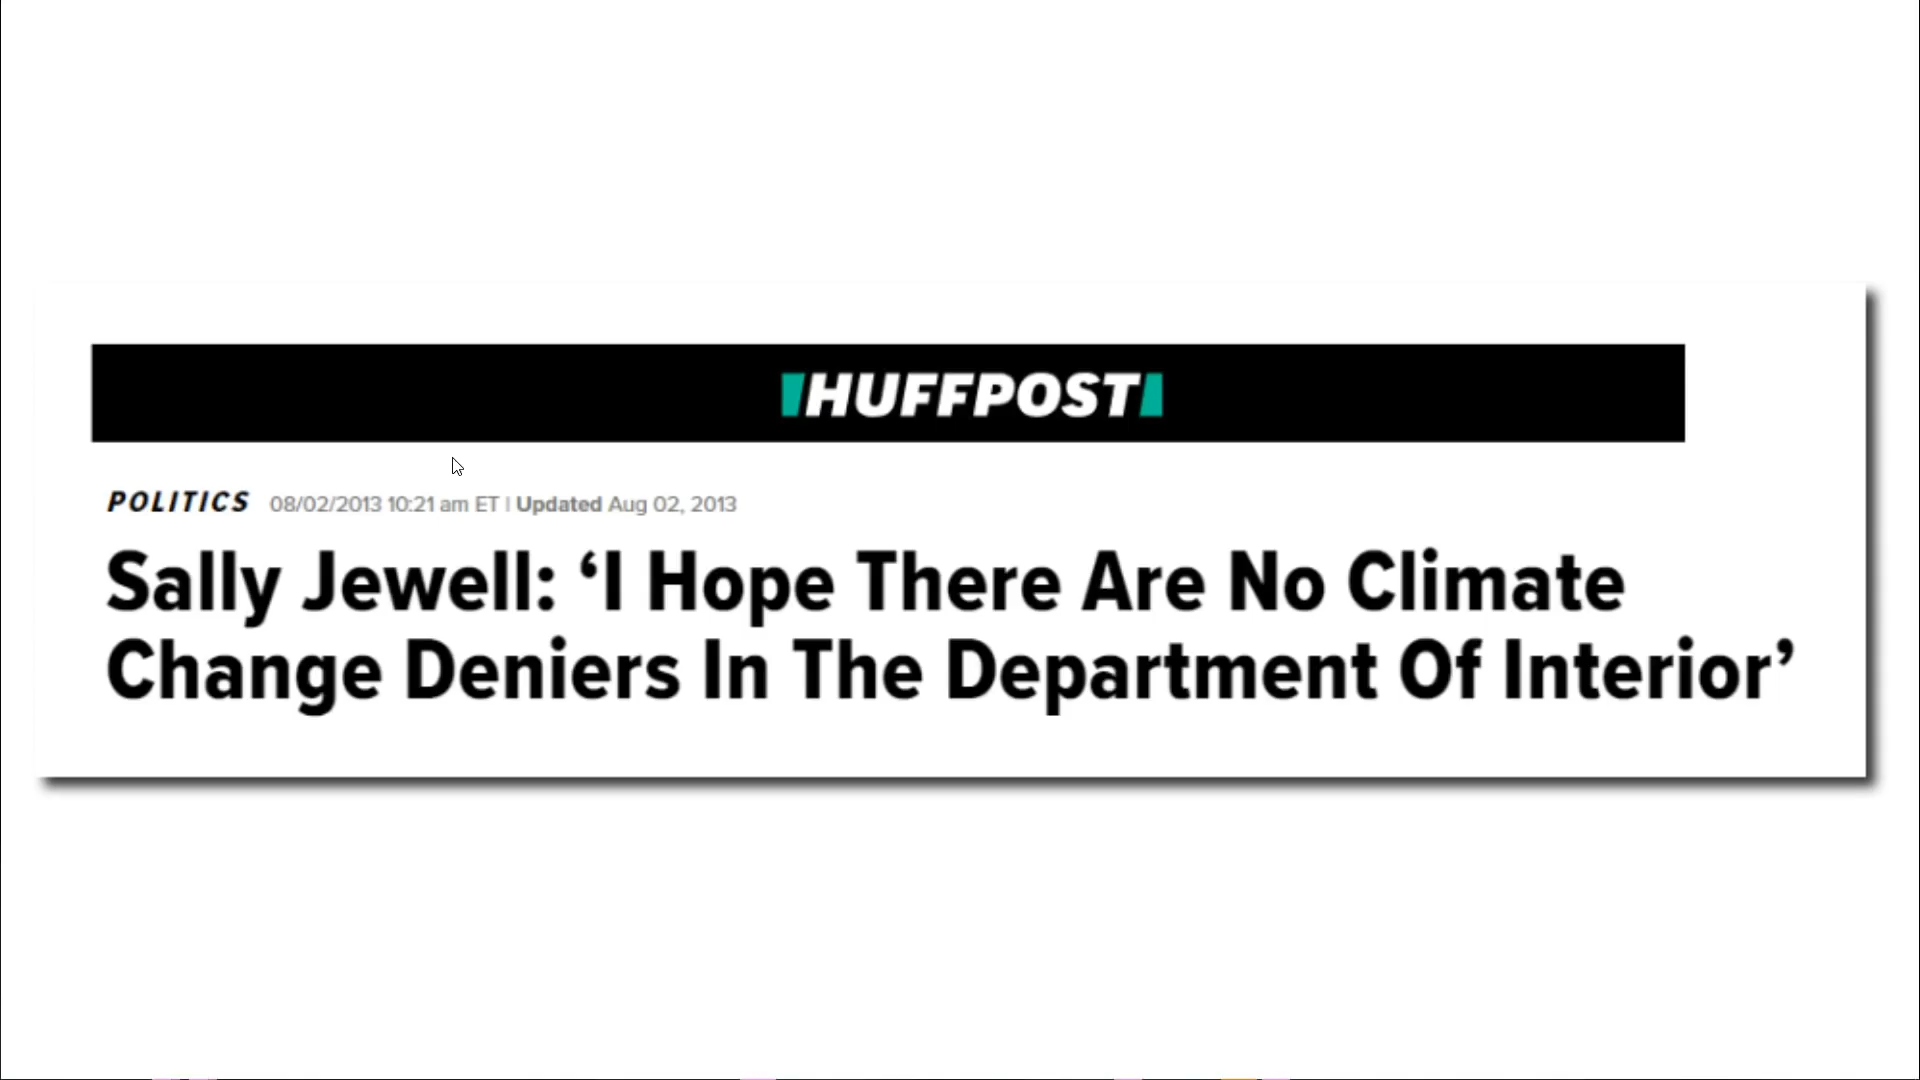 HUFFPOST
POLITICS 08/02/2013 10:21 am ET | Updated Aug 02, 2013
Sally Jewell: ‘I Hope There Are No Climate
Change Deniers In The Department Of Interior’